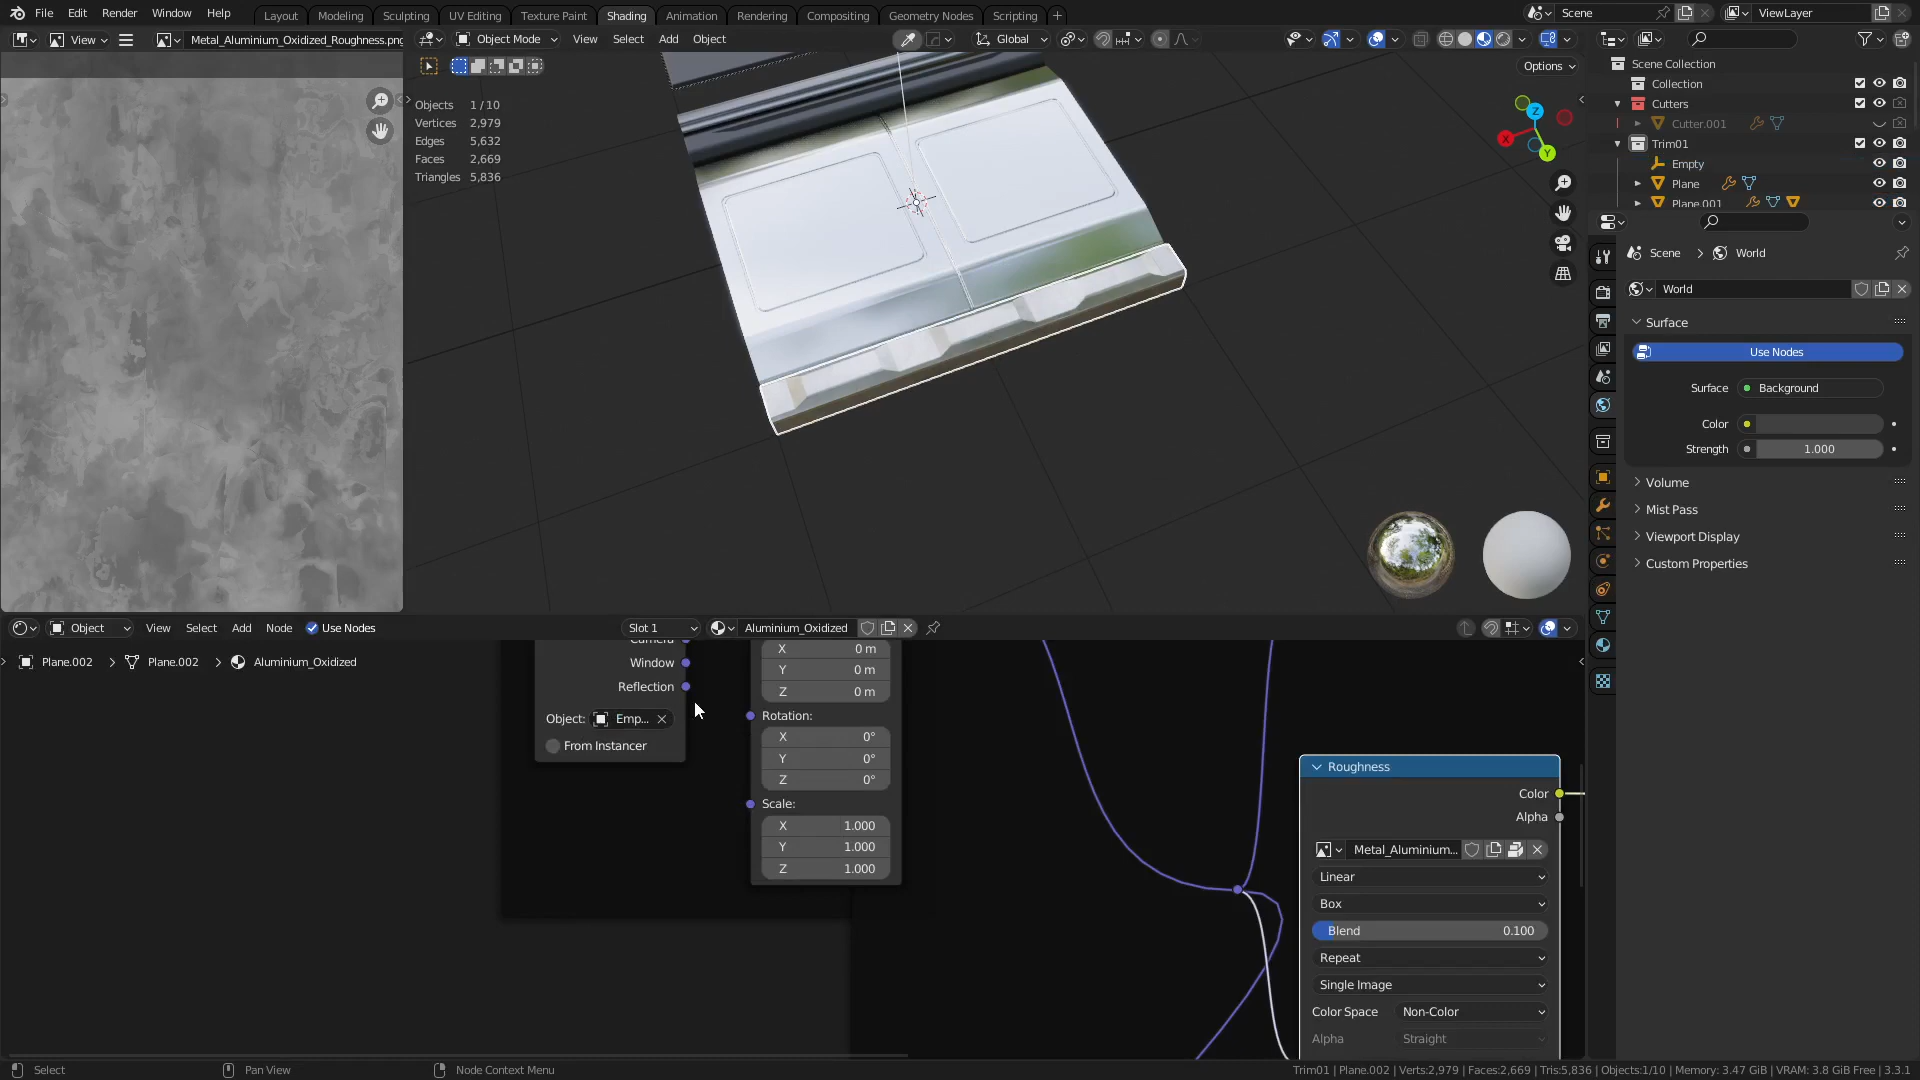 File Edit Render Window Help Layout Modeling Sculpting UV Editing Texture Paint Shading Animation Rendering Compositing Geometry Nodes Scripting + Scene ViewLayer
View Metal_Aluminium_Oxidized_Roughness.png Object Mode View Select Add Object Global
Options
Objects 1 / 10
Vertices 2,979
Edges 5,632
Faces 2,669
Triangles 5,836
Z
X
Y
Scene Collection
Collection
Cutters
Cutter.001
Trim01
Empty
Plane
Plane.001
Scene > World
World
Surface
Use Nodes
Surface Background
Color
Strength 1.000
Volume
Mist Pass
Viewport Display
Custom Properties
Object View Select Add Node Use Nodes Slot 1 Aluminium_Oxidized
Plane.002 > Plane.002 > Aluminium_Oxidized
Camera
Window
Reflection
Object: Emp...
From Instancer
X 0 m
Y 0 m
Z 0 m
Rotation:
X 0°
Y 0°
Z 0°
Scale:
X 1.000
Y 1.000
Z 1.000
Roughness
Color
Alpha
Metal_Aluminium...
Linear
Box
Blend 0.100
Repeat
Single Image
Color Space Non-Color
Alpha Straight
Select Pan View Node Context Menu Trim01 | Plane.002 | Verts:2,979 | Faces:2,669 | Tris:5,836 | Objects:1/10 | Memory: 3.47 GiB | VRAM: 3.8 GiB Free | 3.3.1